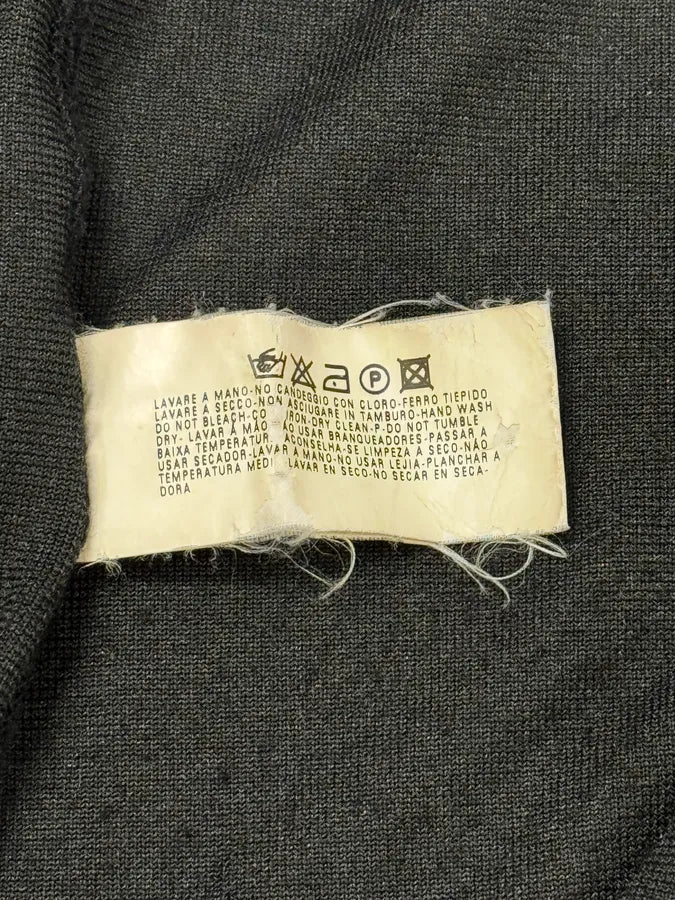 P
LAVARE A MANO-NO CANDEGGIO CON CLORO-FERRO TIEPIDO
LAVARE A SECCO-NON ASCIUGARE IN TAMBURO-HAND WASH
DO NOT BLEACH-CO IRON-DRY CLEAN-P-DO NOT TUMBLE
DRY- LAVAR A MÃO NÃO USAR BRANQUEADORES-PASSAR A
BAIXA TEMPERATUR ACONSELHA-SE LIMPEZA A SECO-NÃO
USAR SECADOR-LAVAR A MANO-NO USAR LEJIA-PLANCHAR A
TEMPERATURA MEDI LAVAR EN SECO-NO SECAR EN SECA-
DORA